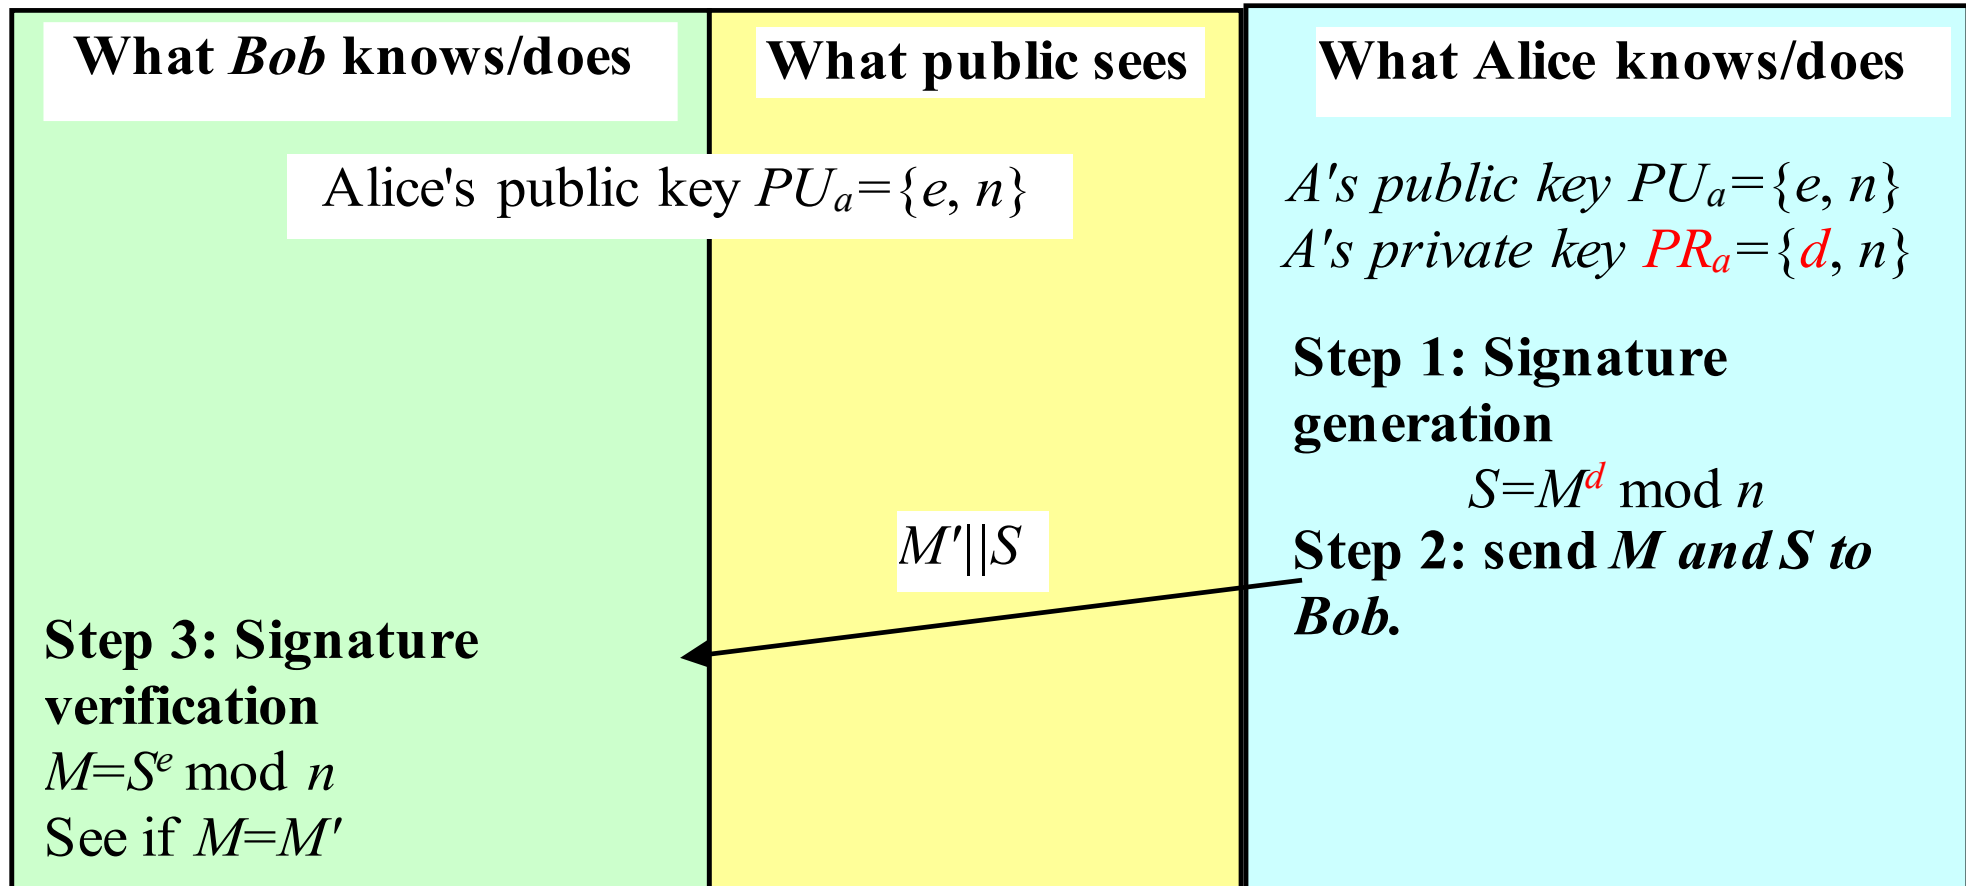 What Bob knows/does
What public sees
What Alice knows/does
Alice's public key PUa={e, n}
A's public key PUa={e, n}
A's private key PRa={d, n}
Step 1: Signature
generation
S=M^d mod n
Step 2: send M and S to
Bob.
M'||S
Step 3: Signature
verification
M=S^e mod n
See if M=M'